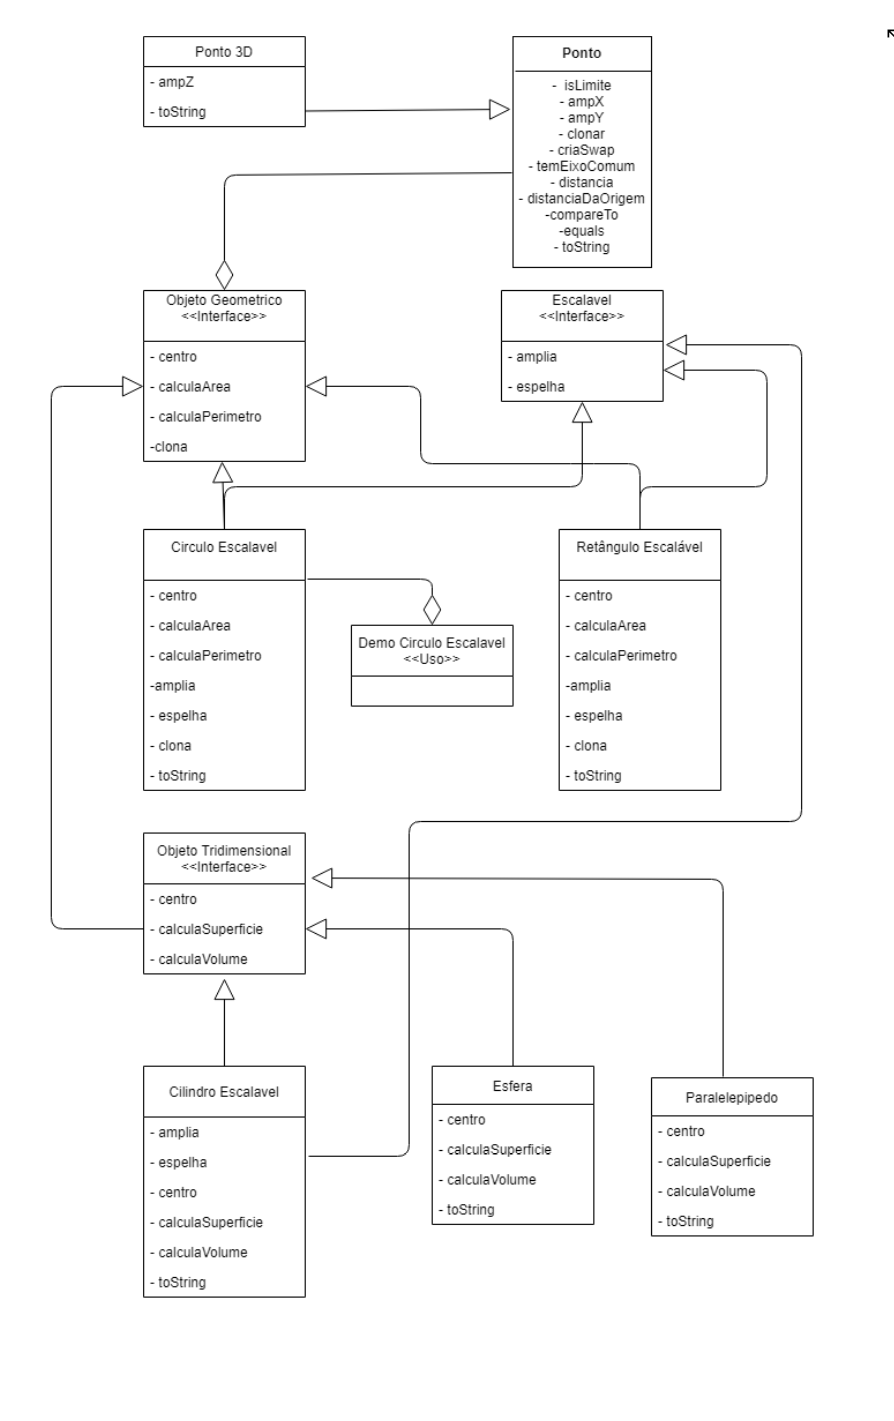 Ponto 3D
- ampZ
- toString
Ponto
- isLimite
- ampX
- ampY
- clonar
- criaSwap
- temEixoComum
- distancia
- distanciaDaOrigem
-compareTo
-equals
- toString
Objeto Geometrico
<<Interface>>
- centro
- calculaArea
- calculaPerimetro
-clona
Escalavel
<<Interface>>
- amplia
- espelha
Circulo Escalavel
- centro
- calculaArea
- calculaPerimetro
-amplia
- espelha
- clona
- toString
Demo Circulo Escalavel
<<Uso>>
Retângulo Escalável
- centro
- calculaArea
- calculaPerimetro
-amplia
- espelha
- clona
- toString
Objeto Tridimensional
<<Interface>>
- centro
- calculaSuperficie
- calculaVolume
Cilindro Escalavel
- amplia
- espelha
- centro
- calculaSuperficie
- calculaVolume
- toString
Esfera
- centro
- calculaSuperficie
- calculaVolume
- toString
Paralelepipedo
- centro
- calculaSuperficie
- calculaVolume
- toString